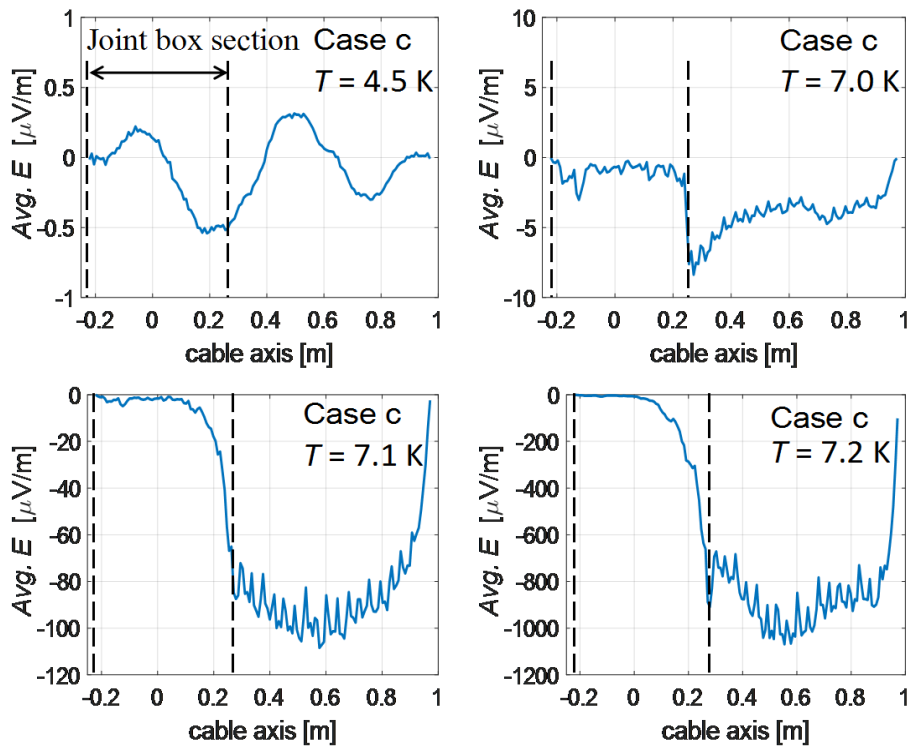 1
0.5
0
-0.5
-1
Avg. E [μV/m]
Joint box section
Case c
T = 4.5 K
-0.2 0 0.2 0.4 0.6 0.8 1
cable axis [m]
10
5
0
-5
-10
Avg. E [μV/m]
Case c
T = 7.0 K
-0.2 0 0.2 0.4 0.6 0.8 1
cable axis [m]
0
-20
-40
-60
-80
-100
-120
Avg. E [μV/m]
Case c
T = 7.1 K
-0.2 0 0.2 0.4 0.6 0.8 1
cable axis [m]
0
-200
-400
-600
-800
-1000
-1200
Avg. E [μV/m]
Case c
T = 7.2 K
-0.2 0 0.2 0.4 0.6 0.8 1
cable axis [m]